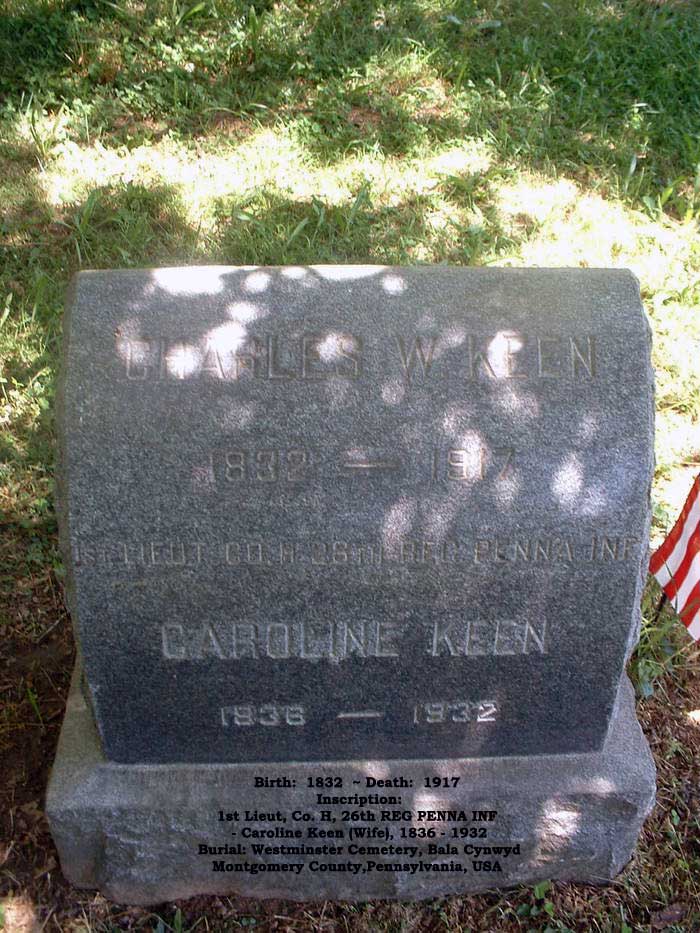 CHARLES W. KEEN
1832 — 1917
1ST LIEUT CO. H. 26TH REG PENNA INF
CAROLINE KEEN
1836 — 1932
Birth: 1832 ~ Death: 1917
Inscription:
1st Lieut, Co. H, 26th REG PENNA INF
- Caroline Keen (Wife), 1836 - 1932
Burial: Westminster Cemetery, Bala Cynwyd
Montgomery County,Pennsylvania, USA